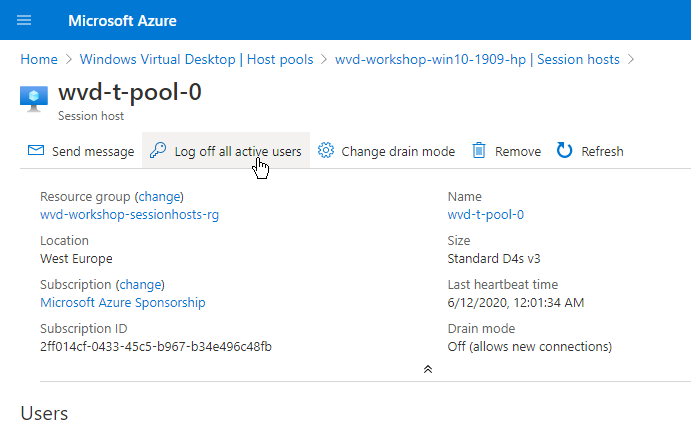 Microsoft Azure
Home > Windows Virtual Desktop | Host pools > wvd-workshop-win10-1909-hp | Session hosts >
wvd-t-pool-0
Session host
Send message Log off all active users Change drain mode Remove Refresh
Resource group (change)
wvd-workshop-sessionhosts-rg
Location
West Europe
Subscription (change)
Microsoft Azure Sponsorship
Subscription ID
2ff014cf-0433-45c5-b967-b34e496c48fb
Name
wvd-t-pool-0
Size
Standard D4s v3
Last heartbeat time
6/12/2020, 12:01:34 AM
Drain mode
Off (allows new connections)
Users